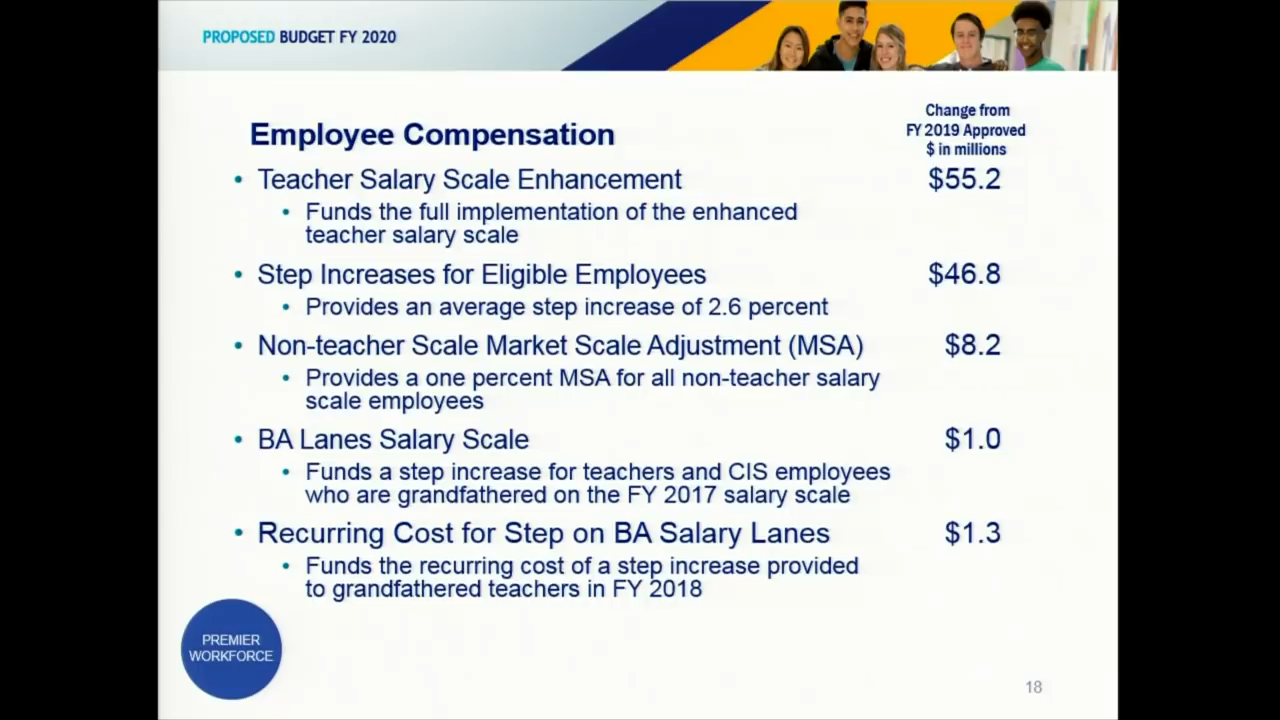 PROPOSED BUDGET FY 2020
Change from
FY 2019 Approved
$ in millions
Employee Compensation
• Teacher Salary Scale Enhancement $55.2
• Funds the full implementation of the enhanced
teacher salary scale
• Step Increases for Eligible Employees $46.8
• Provides an average step increase of 2.6 percent
• Non-teacher Scale Market Scale Adjustment (MSA) $8.2
• Provides a one percent MSA for all non-teacher salary
scale employees
• BA Lanes Salary Scale $1.0
• Funds a step increase for teachers and CIS employees
who are grandfathered on the FY 2017 salary scale
• Recurring Cost for Step on BA Salary Lanes $1.3
• Funds the recurring cost of a step increase provided
to grandfathered teachers in FY 2018
PREMIER
WORKFORCE
18